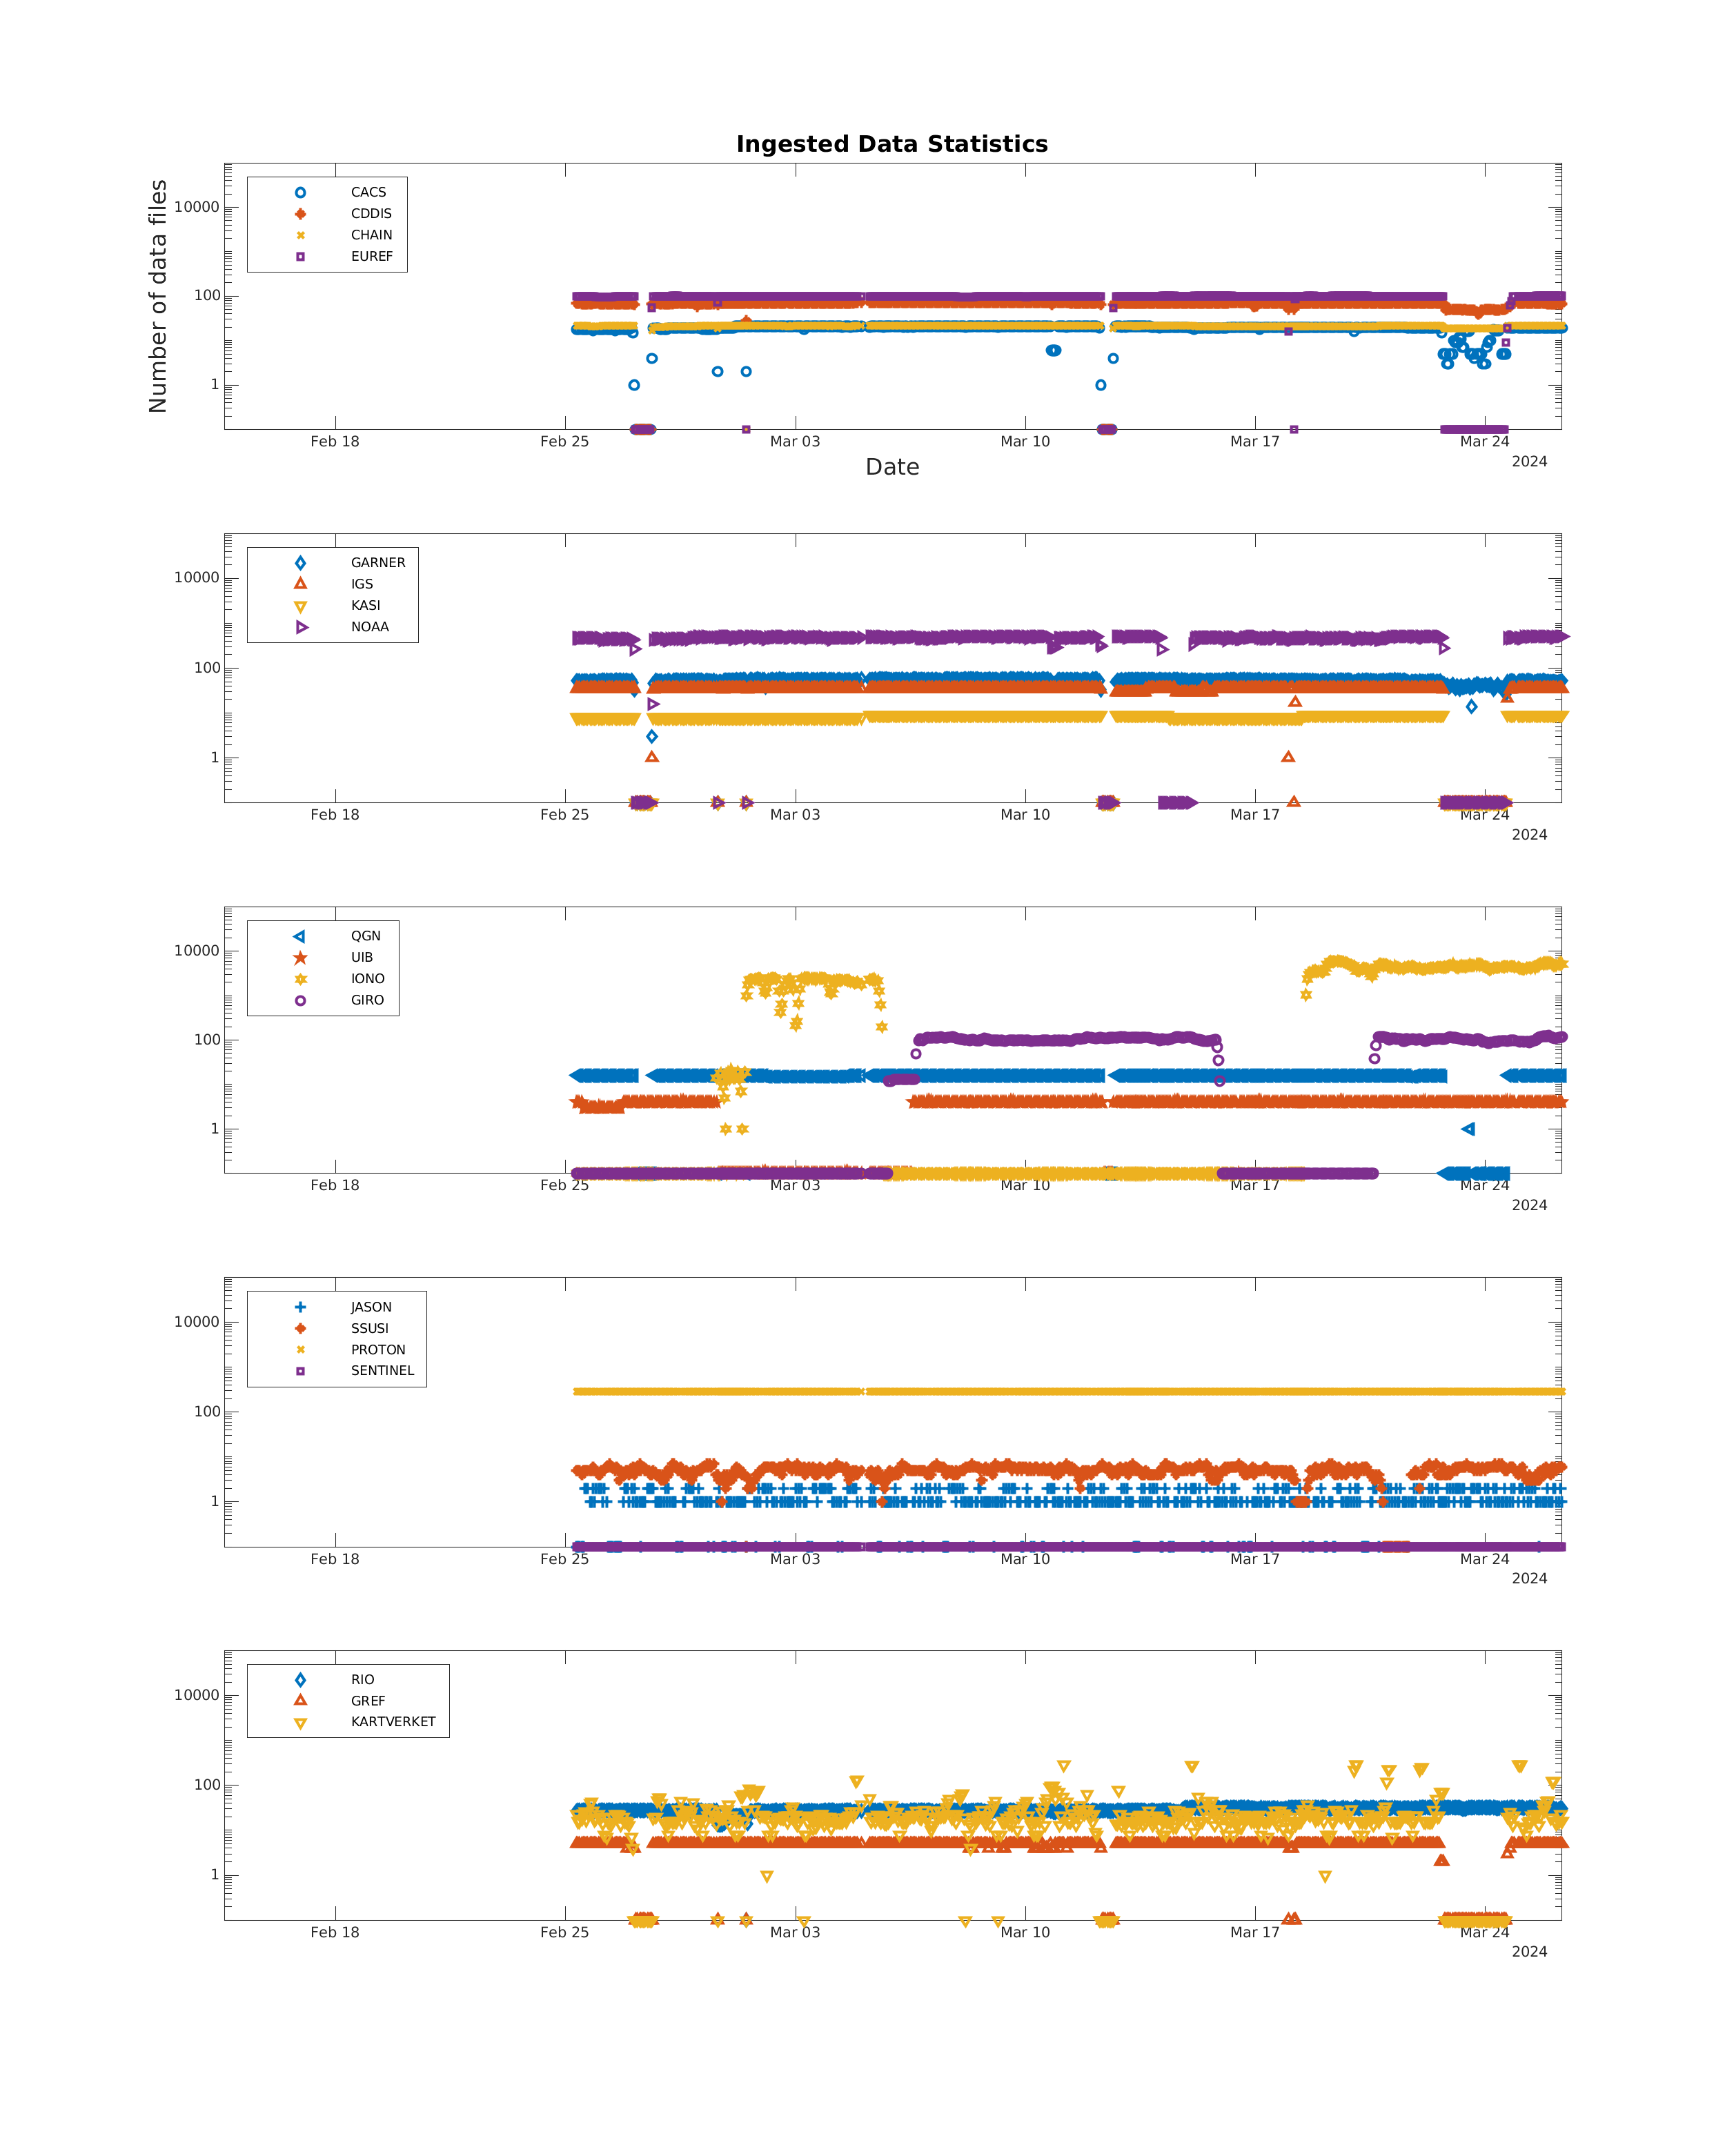 Ingested Data Statistics
Number of data files
10000
100
1
CACS
CDDIS
CHAIN
EUREF
Feb 18
Feb 25
Mar 03
Mar 10
Mar 17
Mar 24
2024
Date
10000
100
1
GARNER
IGS
KASI
NOAA
Feb 18
Feb 25
Mar 03
Mar 10
Mar 17
Mar 24
2024
10000
100
1
QGN
UIB
IONO
GIRO
Feb 18
Feb 25
Mar 03
Mar 10
Mar 17
Mar 24
2024
10000
100
1
JASON
SSUSI
PROTON
SENTINEL
Feb 18
Feb 25
Mar 03
Mar 10
Mar 17
Mar 24
2024
10000
100
1
RIO
GREF
KARTVERKET
Feb 18
Feb 25
Mar 03
Mar 10
Mar 17
Mar 24
2024